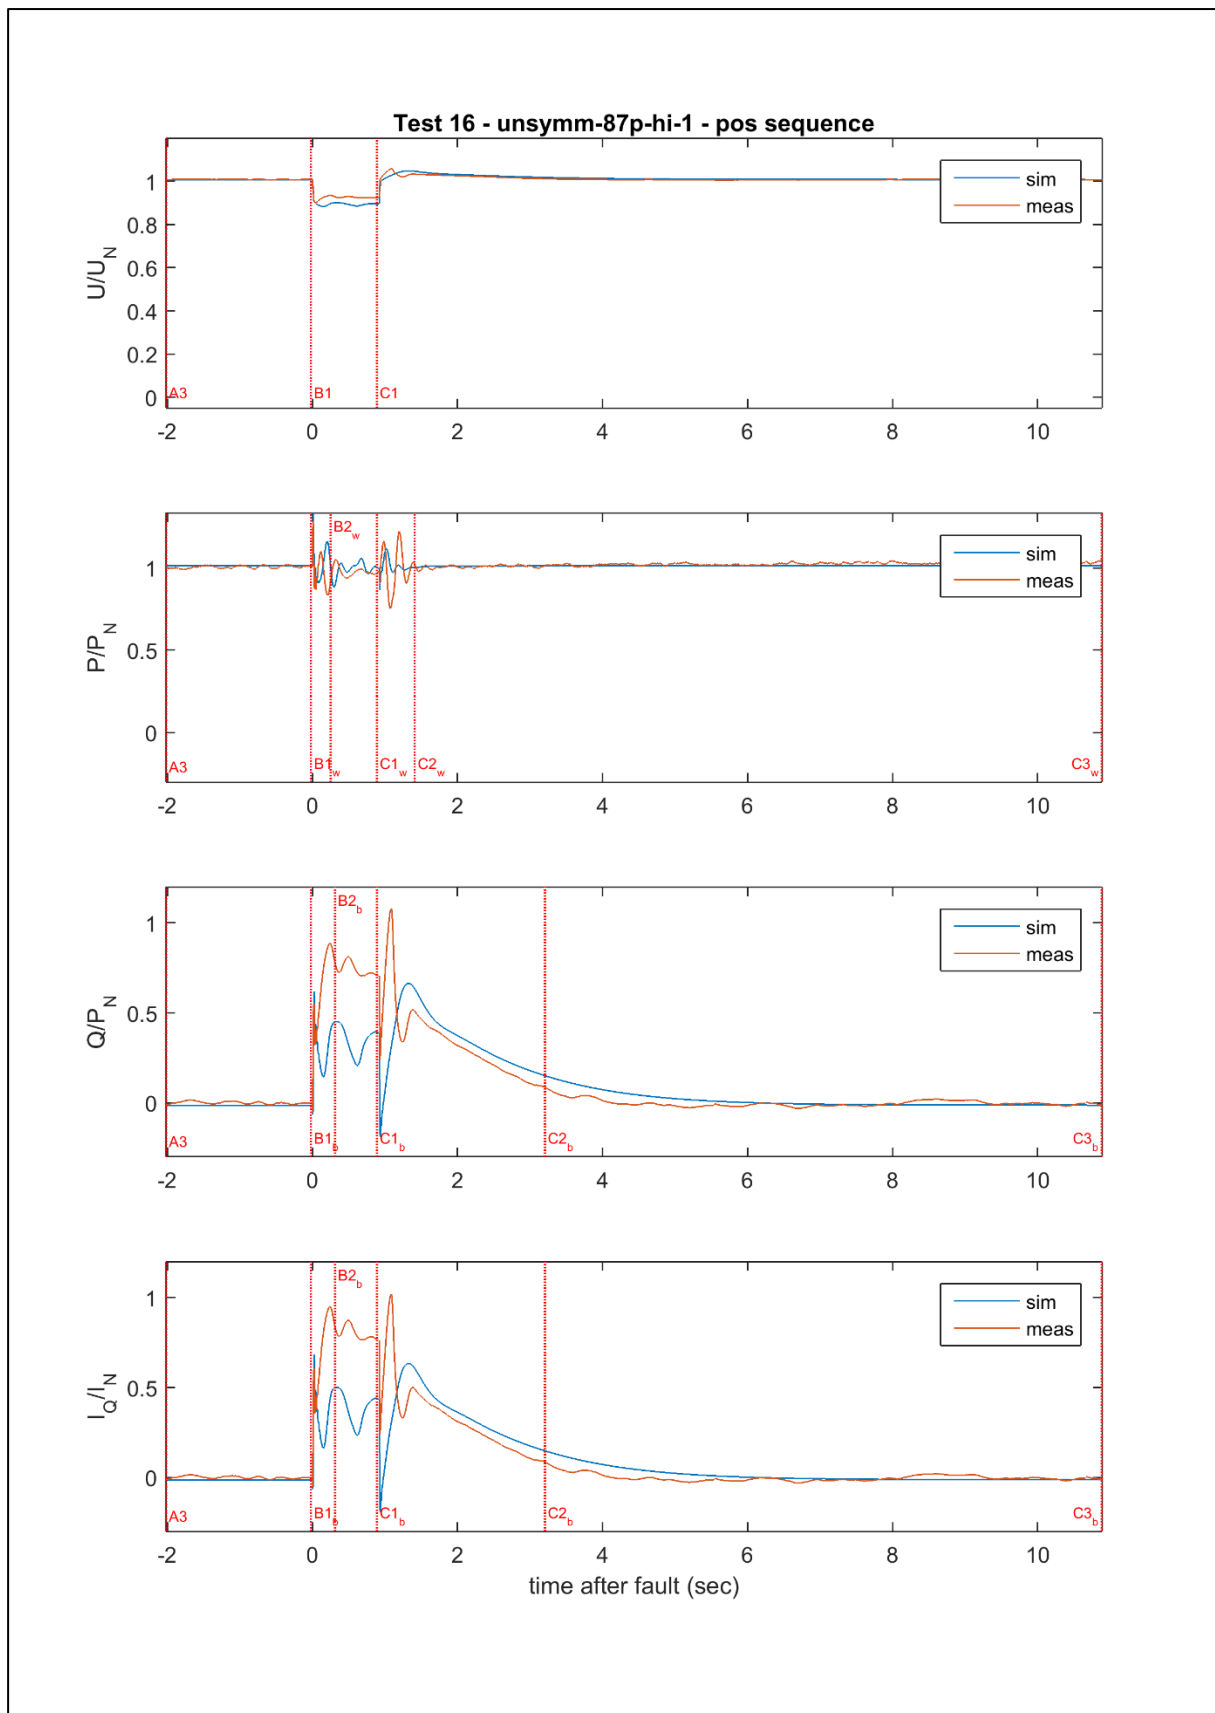 Test 16 - unsymm-87p-hi-1 - pos sequence
U/U_N
1
0.8
0.6
0.4
0.2
0
sim
meas
A3 B1 C1
-2 0 2 4 6 8 10
P/P_N
1
0.5
0
B2_w
sim
meas
A3 B1_w C1_w C2_w C3_w
-2 0 2 4 6 8 10
Q/P_N
1
0.5
0
B2_b
sim
meas
A3 B1_b C1_b C2_b C3_b
-2 0 2 4 6 8 10
I_Q/I_N
1
0.5
0
B2_b
sim
meas
A3 B1_b C1_b C2_b C3_b
-2 0 2 4 6 8 10
time after fault (sec)